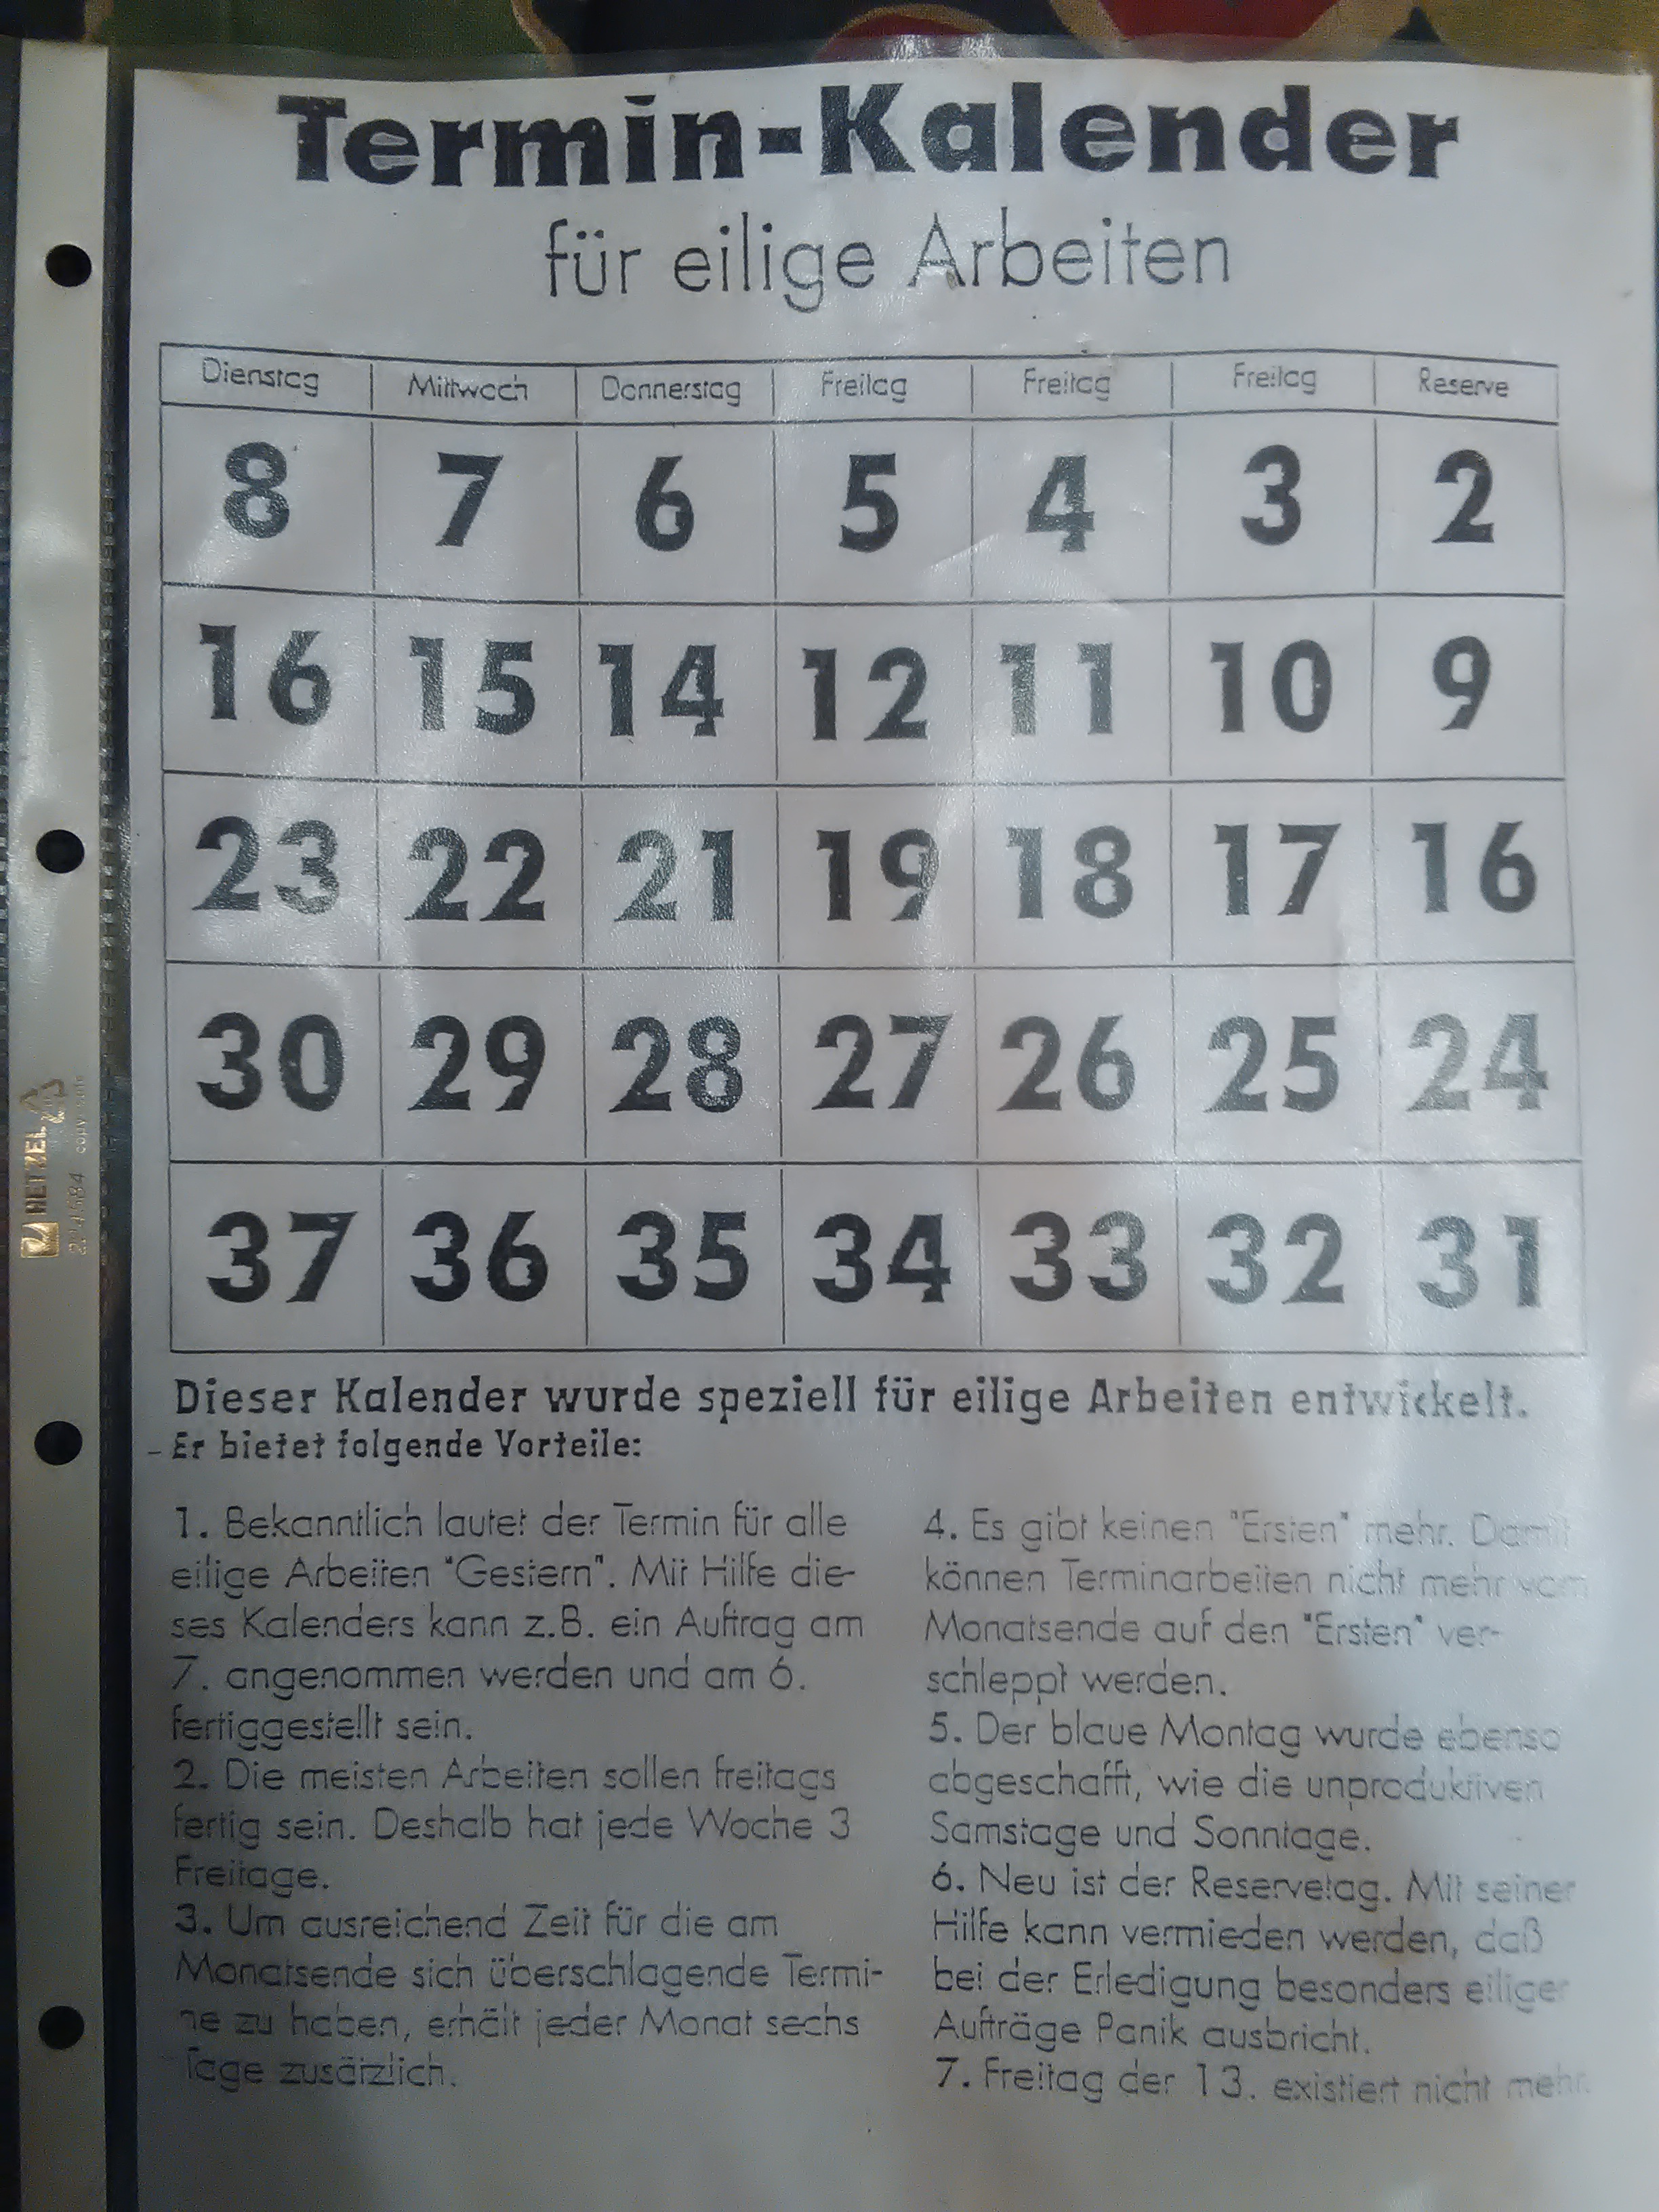 Termin-Kalender
für eilige Arbeiten
Dienstag Mittwoch Donnerstag Freitag Freitag Freitag Reserve
8 7 6 5 4 3 2
16 15 14 12 11 10 9
23 22 21 19 18 17 16
30 29 28 27 26 25 24
37 36 35 34 33 32 31
Dieser Kalender wurde speziell für eilige Arbeiten entwickelt.
- Er bietet folgende Vorteile:
1. Bekanntlich lautet der Termin für alle
eilige Arbeiten "Gestern". Mit Hilfe die-
ses Kalenders kann z.B. ein Auftrag am
7. angenommen werden und am 6.
fertiggestellt sein.
2. Die meisten Arbeiten sollen freitags
fertig sein. Deshalb hat jede Woche 3
Freitage.
3. Um ausreichend Zeit für die am
Monatsende sich überschlagende Termi-
ne zu haben, erhält jeder Monat sechs
Tage zusätzlich.
4. Es gibt keinen "Ersten" mehr. Damit
können Terminarbeiten nicht mehr vom
Monatsende auf den "Ersten" ver-
schleppt werden.
5. Der blaue Montag wurde ebenso
abgeschafft, wie die unproduktiven
Samstage und Sonntage.
6. Neu ist der Reservetag. Mit seiner
Hilfe kann vermieden werden, daß
bei der Erledigung besonders eiliger
Aufträge Panik ausbricht.
7. Freitag der 13. existiert nicht mehr.
HETZEL